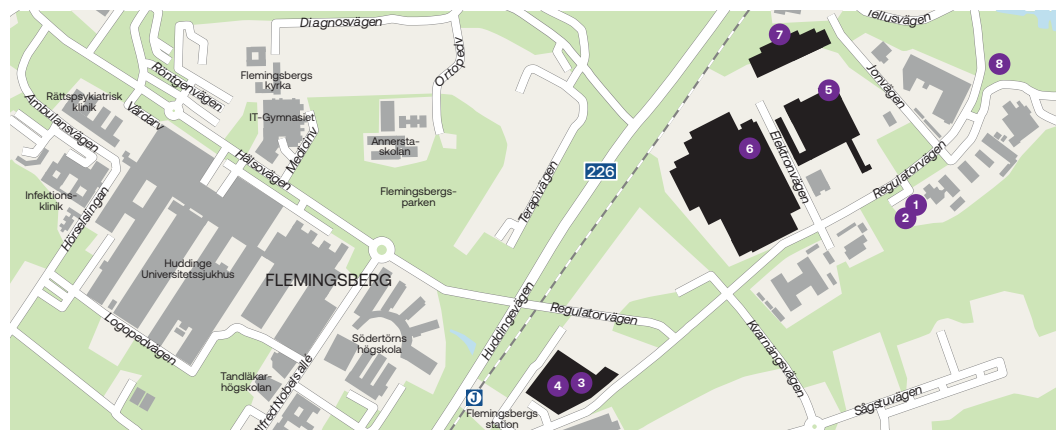 Diagnosvägen
Tellusvägen
7
Ortopedv
8
Röntgenvägen
Flemingsbergs
kyrka
Jonvägen
5
Rättspsykiatrisk
klinik
Vårdarv
IT-Gymnasiet
Ambulansvägen
Medicinv
Annersta-
skolan
Elektronvägen
6
Hälsovägen
226
Regulatorvägen
Infektions-
klinik
Flemingsbergs-
parken
Terapivägen
1
2
Hörselslingan
Huddinge
Universitetssjukhus
FLEMINGSBERG
Regulatorvägen
Huddingevägen
Logopedvägen
Södertörns
högskola
Kvarnängsvägen
Tandläkar-
högskolan
4
3
Alfred Nobels allé
J
Flemingsbergs
station
Sågstuvägen